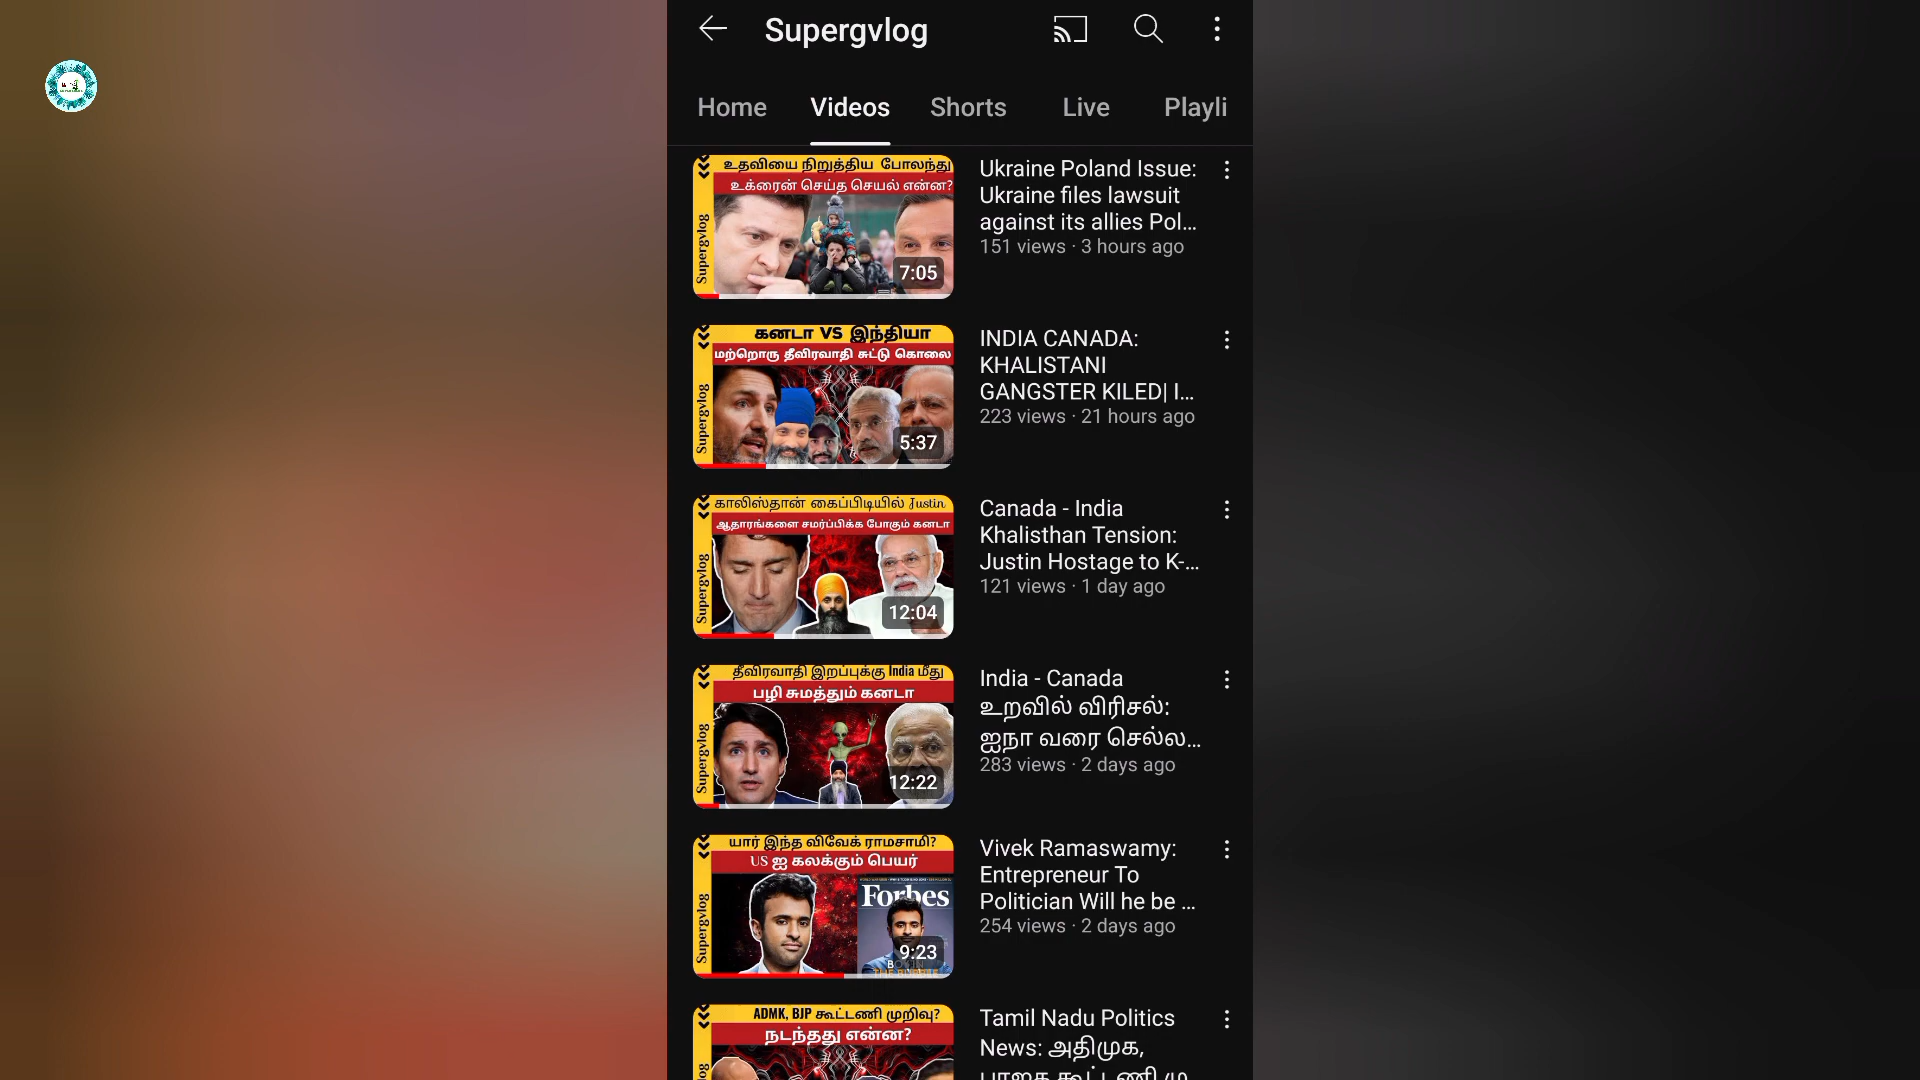 Supergvlog
Home Videos Shorts Live Playli
உதவியை நிறுத்திய போலந்து
உக்ரைன் செய்த செயல் என்ன?
Supergvlog
7:05
Ukraine Poland Issue:
Ukraine files lawsuit
against its allies Pol...
151 views · 3 hours ago
கனடா VS இந்தியா
மற்றொரு தீவிரவாதி சுட்டு கொலை
Supergvlog
5:37
INDIA CANADA:
KHALISTANI
GANGSTER KILED| I...
223 views · 21 hours ago
காலிஸ்தான் கைப்பிடியில் Justin
ஆதாரங்களை சமர்ப்பிக்க போகும் கனடா
Supergvlog
12:04
Canada - India
Khalisthan Tension:
Justin Hostage to K-...
121 views · 1 day ago
தீவிரவாதி இறப்புக்கு India மீது
பழி சுமத்தும் கனடா
Supergvlog
12:22
India - Canada
உறவில் விரிசல்:
ஐநா வரை செல்ல...
283 views · 2 days ago
யார் இந்த விவேக் ராமசாமி?
US ஐ கலக்கும் பெயர்
Supergvlog
Forbes
9:23
Vivek Ramaswamy:
Entrepreneur To
Politician Will he be ...
254 views · 2 days ago
ADMK, BJP கூட்டணி முறிவு?
நடந்தது என்ன?
Tamil Nadu Politics
News: அதிமுக,